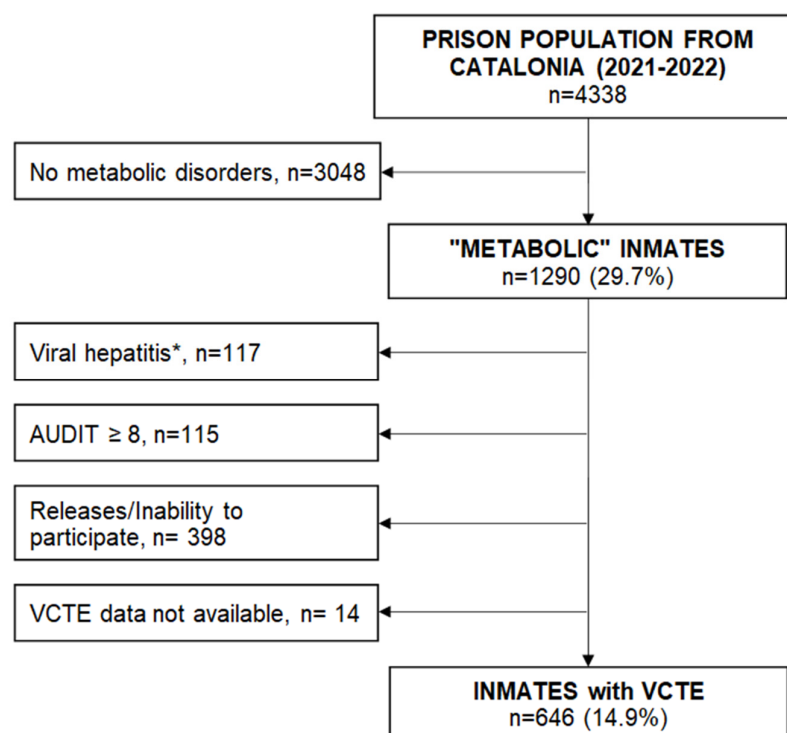 PRISON POPULATION FROM
CATALONIA (2021-2022)
n=4338
No metabolic disorders, n=3048
"METABOLIC" INMATES
n=1290 (29.7%)
Viral hepatitis*, n=117
AUDIT ≥ 8, n=115
Releases/Inability to
participate, n= 398
VCTE data not available, n= 14
INMATES with VCTE
n=646 (14.9%)